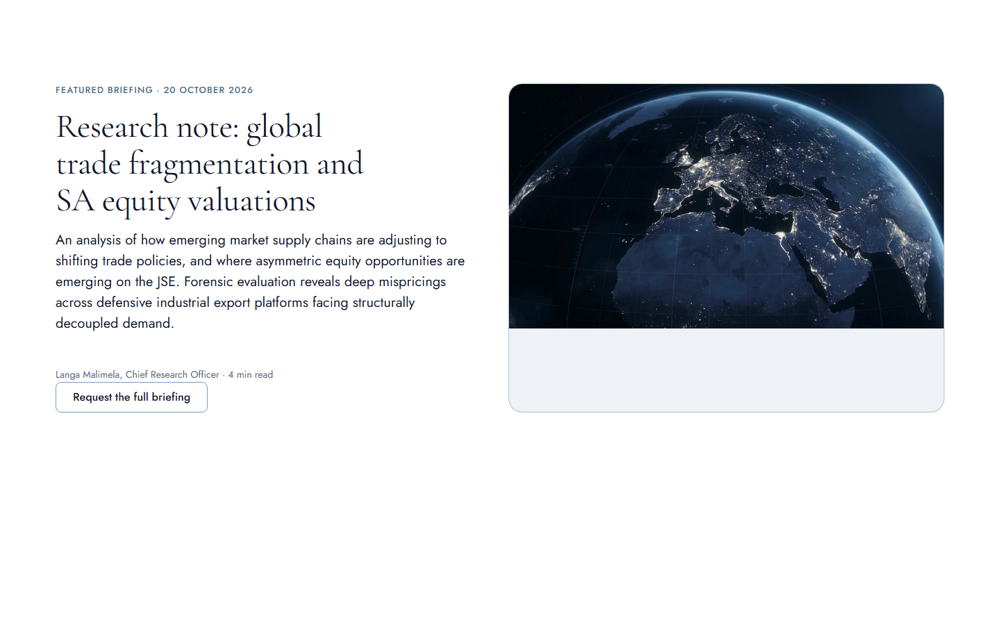 FEATURED BRIEFING · 20 OCTOBER 2026
Research note: global
trade fragmentation and
SA equity valuations
An analysis of how emerging market supply chains are adjusting to
shifting trade policies, and where asymmetric equity opportunities are
emerging on the JSE. Forensic evaluation reveals deep mispricings
across defensive industrial export platforms facing structurally
decoupled demand.
Langa Malimela, Chief Research Officer · 4 min read
Request the full briefing